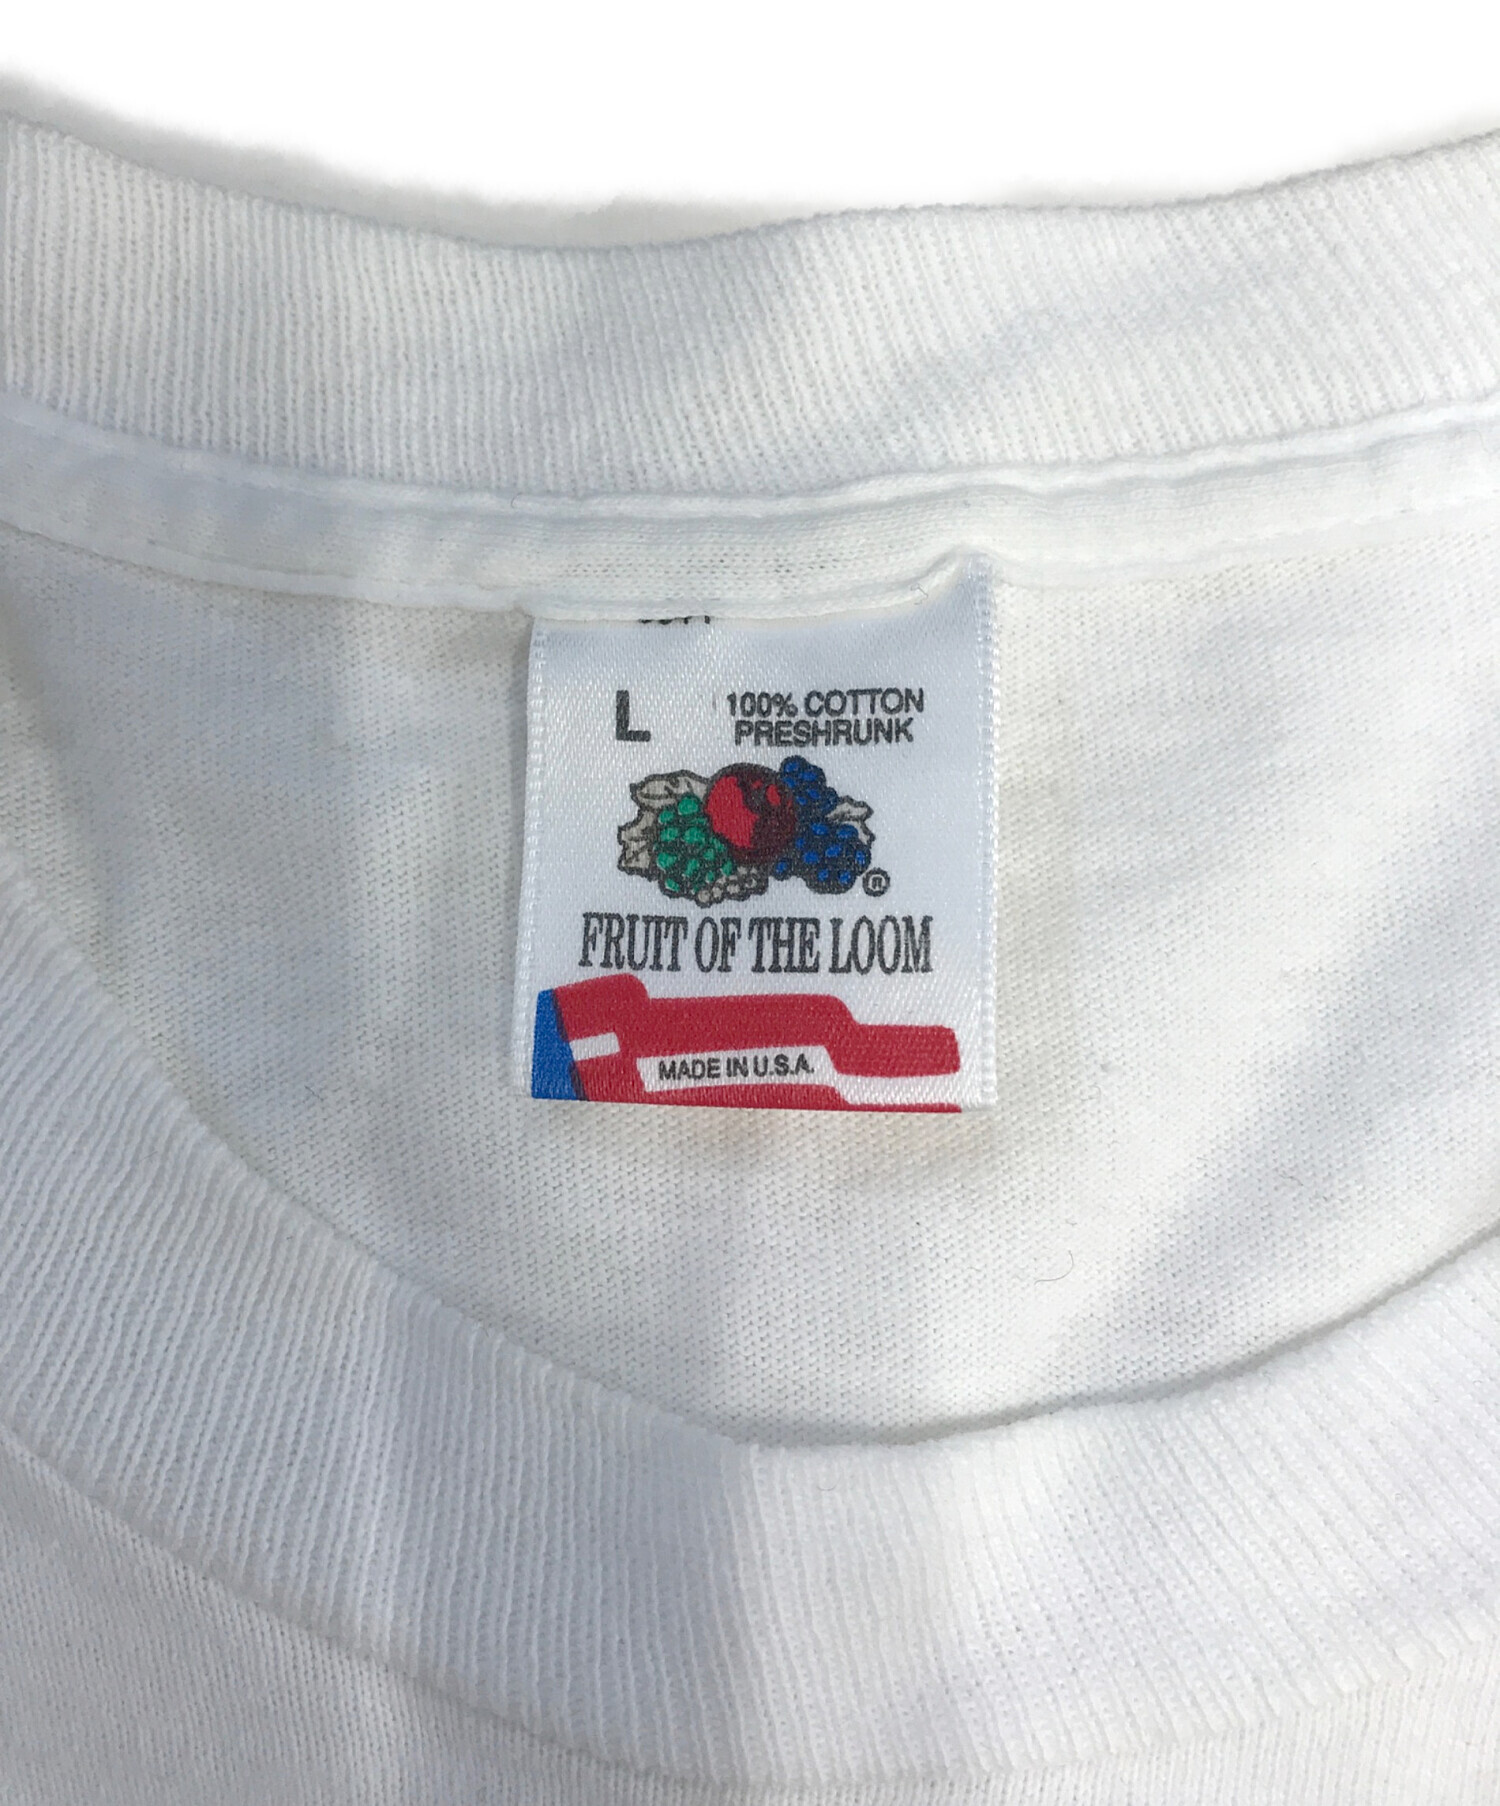 L
100% COTTON
PRESHRUNK
®
FRUIT OF THE LOOM
MADE IN U.S.A.